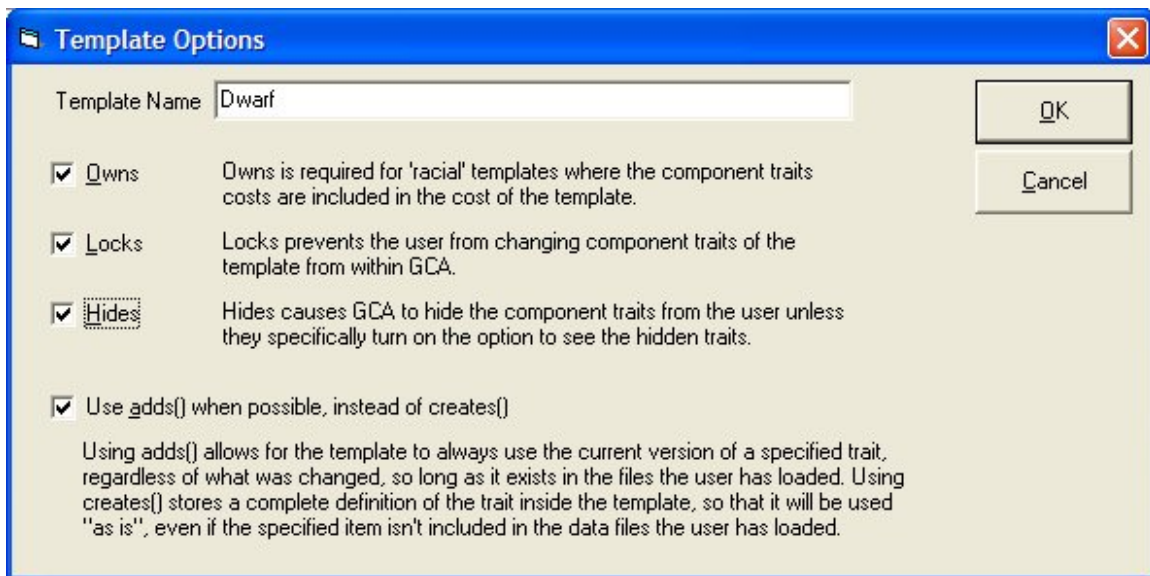 Template Options
Template Name Dwarf
OK
Cancel
Owns
Owns is required for 'racial' templates where the component traits
costs are included in the cost of the template.
Locks
Locks prevents the user from changing component traits of the
template from within GCA.
Hides
Hides causes GCA to hide the component traits from the user unless
they specifically turn on the option to see the hidden traits.
Use adds() when possible, instead of creates()
Using adds() allows for the template to always use the current version of a specified trait,
regardless of what was changed, so long as it exists in the files the user has loaded. Using
creates() stores a complete definition of the trait inside the template, so that it will be used
"as is", even if the specified item isn't included in the data files the user has loaded.